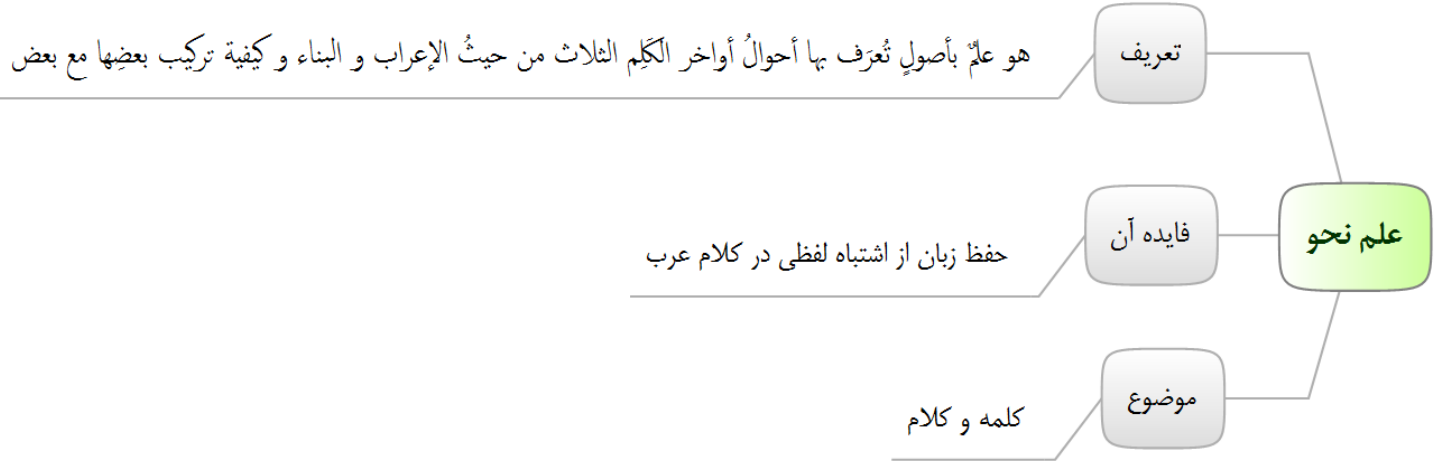 علم نحو
تعریف
هو علمٌ بأصولٍ تُعرَف بها أحوالُ أواخر الكَلِم الثلاث من حيثُ الإعراب و البناء و كيفية تركيب بعضِها مع بعض
فایده آن
حفظ زبان از اشتباه لفظی در کلام عرب
موضوع
کلمه و کلام